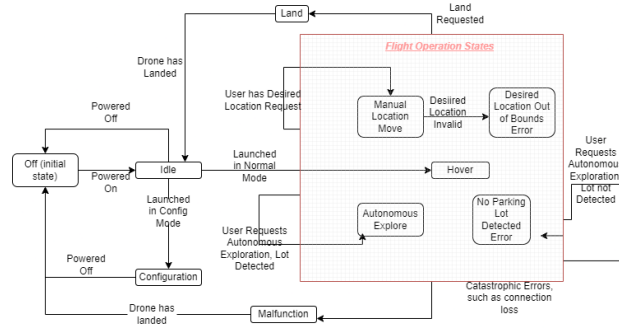 Land
Land
Requested
Flight Operation States
Drone has
Landed
User has Desired
Location Request
Manual
Location
Move
Desiired
Location
Invalid
Desired
Location Out
of Bounds
Error
Powered
Off
Off (initial
state)
Powered
On
Idle
Launched
in Normal
Mode
Hover
User
Requests
Autonomous
Exploration,
Lot not
Detected
Launched
in Config
Mode
Autonomous
Explore
No Parking
Lot
Detected
Error
User Requests
Autonomous
Exploration, Lot
Detected
Powered
Off
Configuration
Catastrophic Errors,
such as connection
loss
Drone has
landed
Malfunction